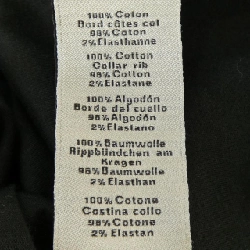 100% Coton
Bord côtes col
98% Coton
2% Elasthanne
100% Cotton
Collar rib
98% Cotton
2% Elastane
100% Algodón
Borde del cuello
98% Algodón
2% Elastano
100% Baumwolle
Rippbündchen am
Kragen
98% Baumwolle
2% Elasthan
100% Cotone
Costina collo
98% Cotone
2% Elastan